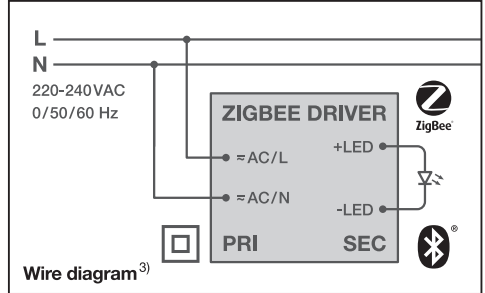 L
N
220-240VAC
0/50/60 Hz
ZIGBEE DRIVER
ZigBee®
+LED
≂AC/L
≂AC/N
-LED
PRI SEC
®
Wire diagram³⁾